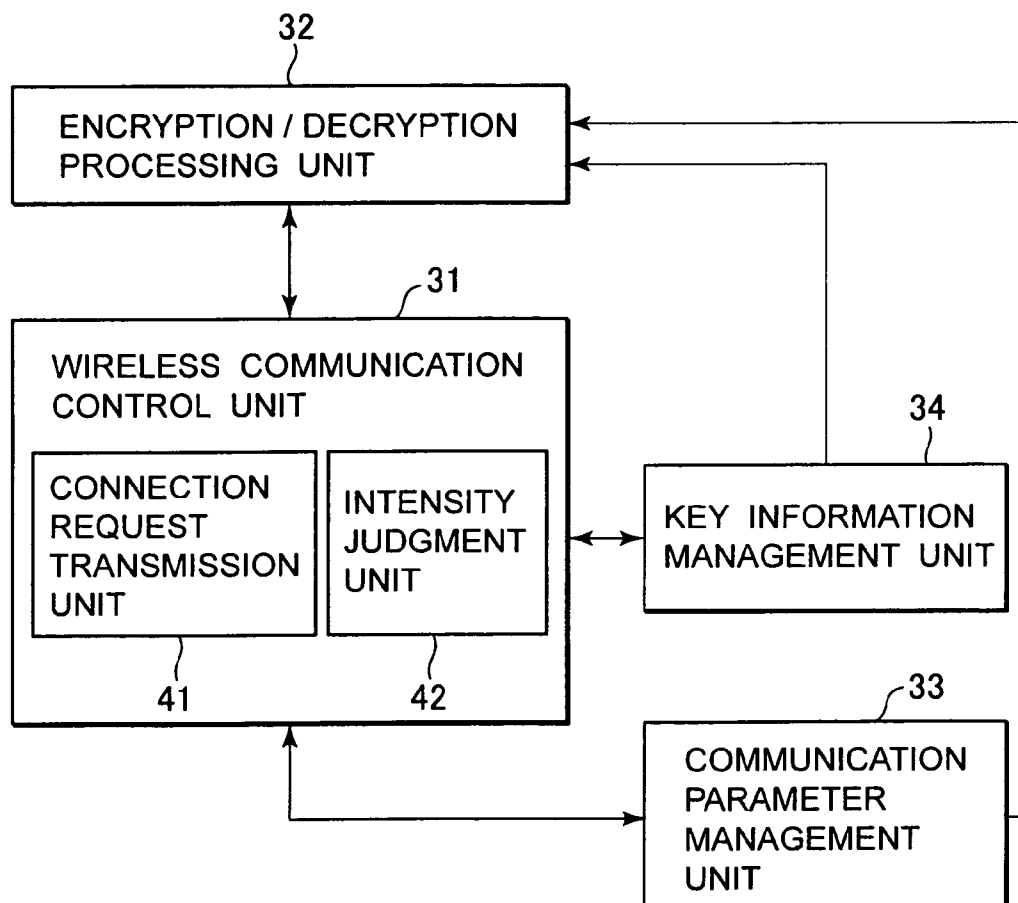 32
ENCRYPTION / DECRYPTION
PROCESSING UNIT
31
WIRELESS COMMUNICATION
CONTROL UNIT
CONNECTION
REQUEST
TRANSMISSION
UNIT
41
INTENSITY
JUDGMENT
UNIT
42
34
KEY INFORMATION
MANAGEMENT UNIT
33
COMMUNICATION
PARAMETER
MANAGEMENT
UNIT